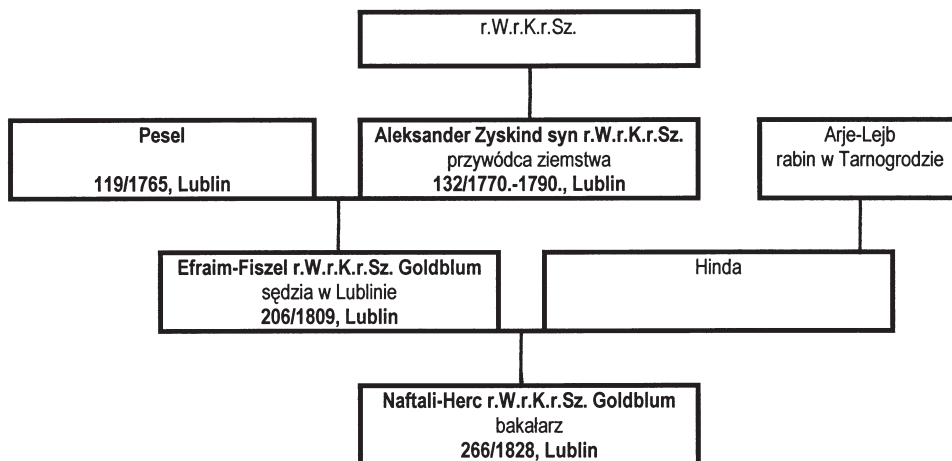 r.W.r.K.r.Sz.
Pesel
119/1765, Lublin
Aleksander Zyskind syn r.W.r.K.r.Sz.
przywódca ziemstwa
132/1770.-1790., Lublin
Arje-Lejb
rabin w Tarnogrodzie
Efraim-Fiszel r.W.r.K.r.Sz. Goldblum
sędzia w Lublinie
206/1809, Lublin
Hinda
Naftali-Herc r.W.r.K.r.Sz. Goldblum
bakałarz
266/1828, Lublin